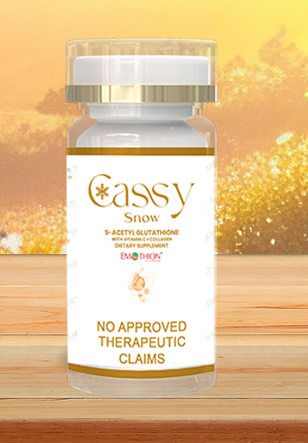 Cassy
Snow
S-ACETYL GLUTATHIONE
WITH VITAMIN C + COLLAGEN
DIETARY SUPPLEMENT
EMOTHION®
NO APPROVED
THERAPEUTIC
CLAIMS